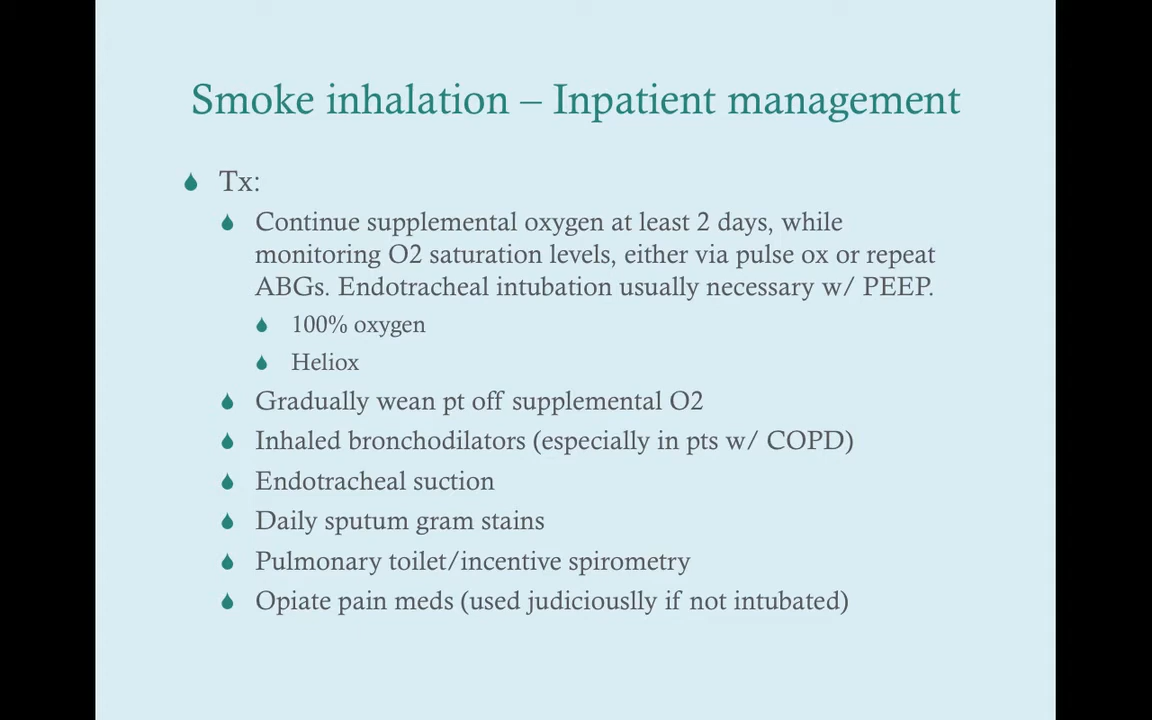 Smoke inhalation – Inpatient management
Tx:
Continue supplemental oxygen at least 2 days, while
monitoring O2 saturation levels, either via pulse ox or repeat
ABGs. Endotracheal intubation usually necessary w/ PEEP.
100% oxygen
Heliox
Gradually wean pt off supplemental O2
Inhaled bronchodilators (especially in pts w/ COPD)
Endotracheal suction
Daily sputum gram stains
Pulmonary toilet/incentive spirometry
Opiate pain meds (used judiciouslly if not intubated)